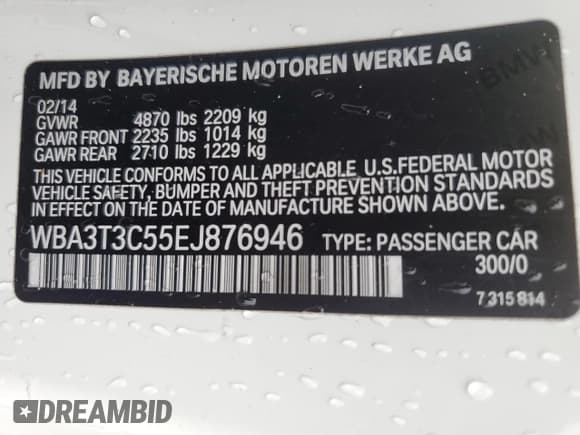 MFD BY BAYERISCHE MOTOREN WERKE AG
02/14
GVWR 4870 lbs 2209 kg
GAWR FRONT 2235 lbs 1014 kg
GAWR REAR 2710 lbs 1229 kg
THIS VEHICLE CONFORMS TO ALL APPLICABLE U.S.FEDERAL MOTOR
VEHICLE SAFETY, BUMPER AND THEFT PREVENTION STANDARDS
IN EFFECT ON THE DATE OF MANUFACTURE SHOWN ABOVE.
WBA3T3C55EJ876946 TYPE: PASSENGER CAR
300/0
7 315 814
BMW
BMW
DREAMBID